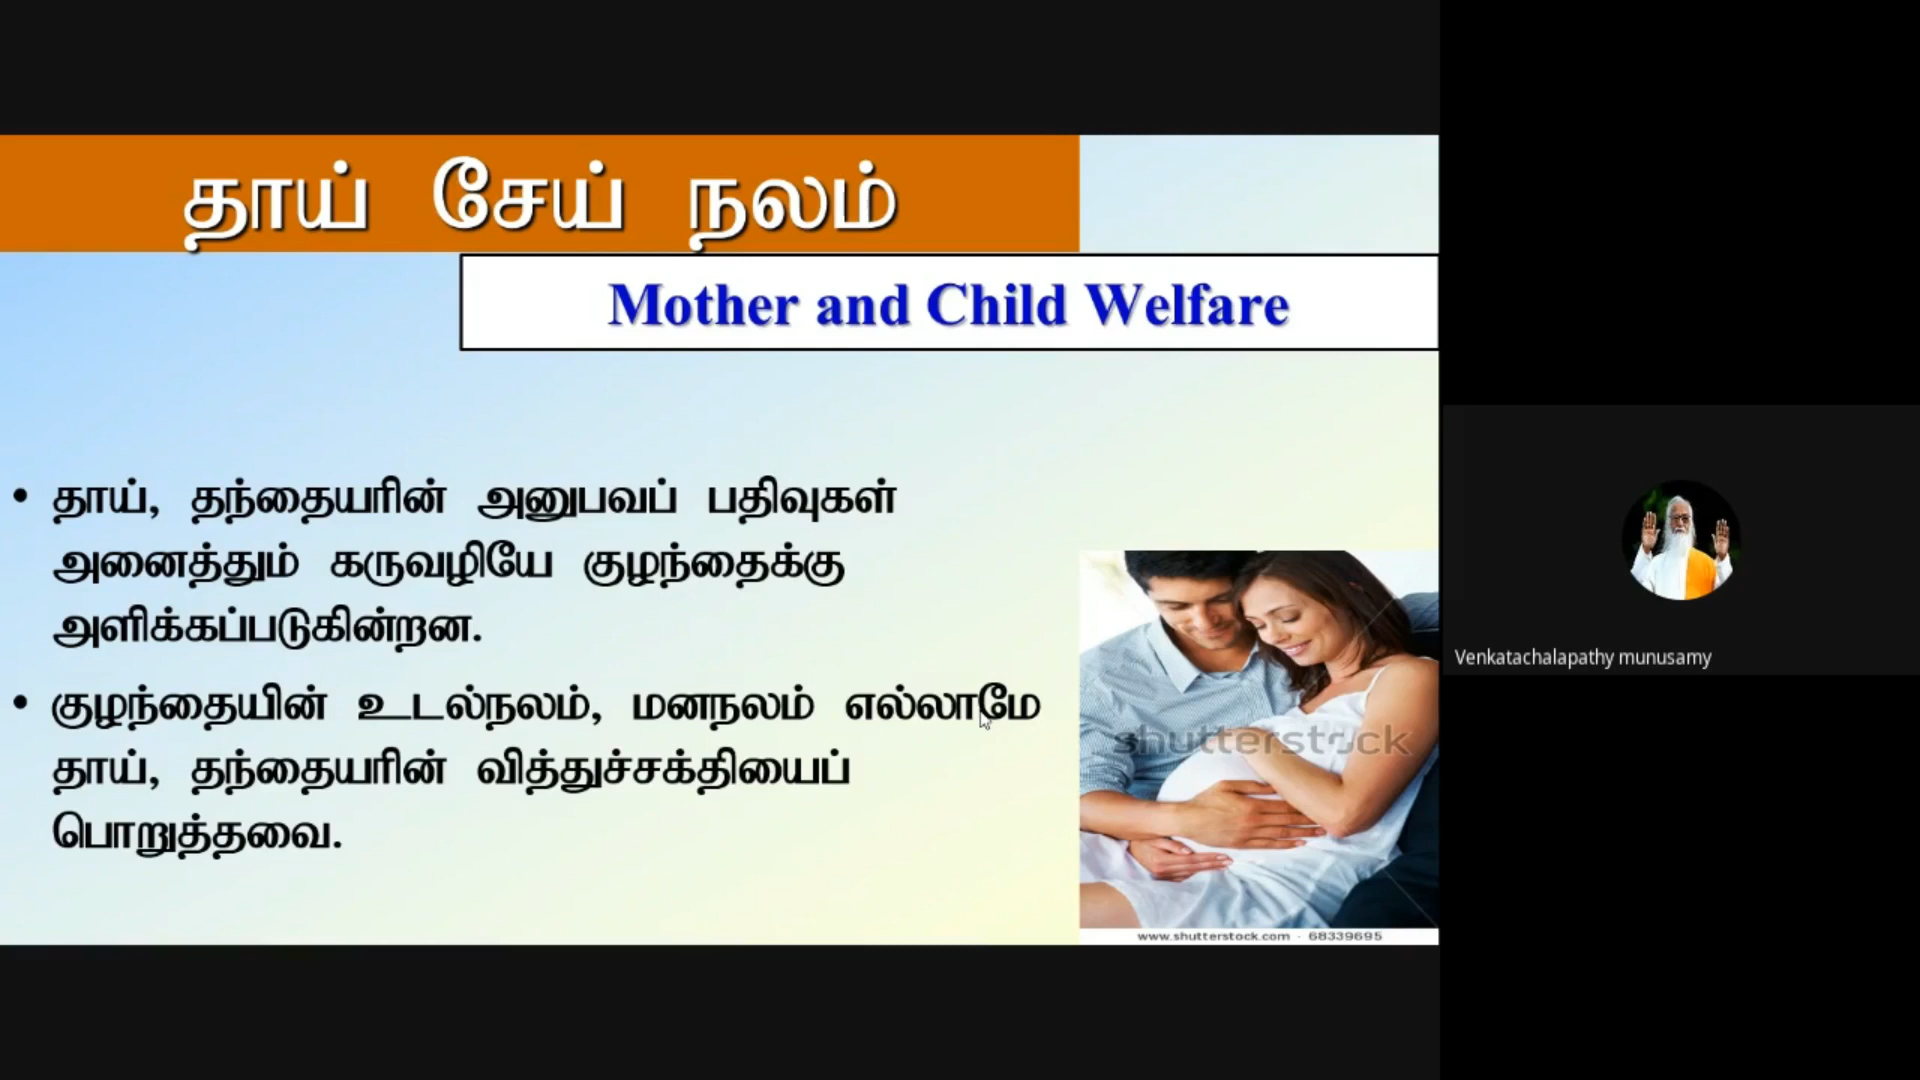 தாய் சேய் நலம்
Mother and Child Welfare
• தாய், தந்தையரின் அனுபவப் பதிவுகள்
அனைத்தும் கருவழியே குழந்தைக்கு
அளிக்கப்படுகின்றன.
• குழந்தையின் உடல்நலம், மனநலம் எல்லாமே
தாய், தந்தையரின் வித்துச்சக்தியைப்
பொறுத்தவை.
shutterstock
www.shutterstock.com · 68339695
Venkatachalapathy munusamy